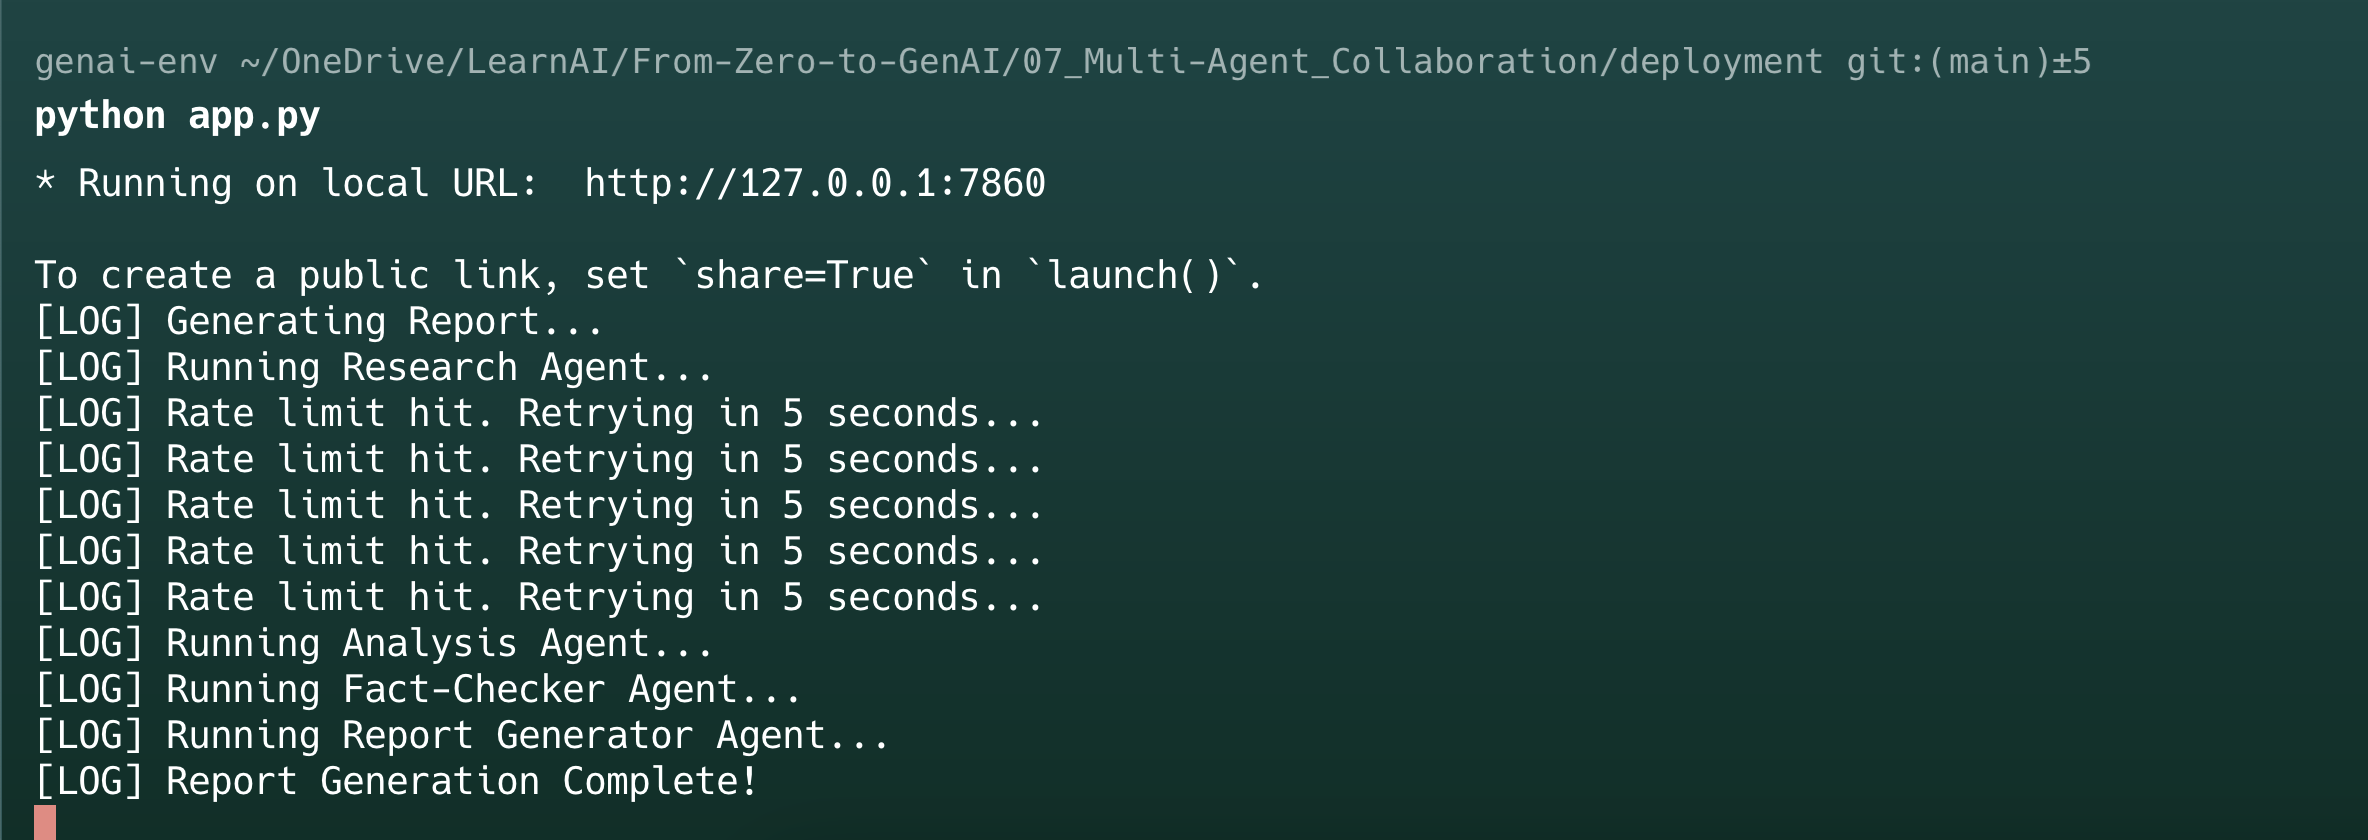 genai-env ~/OneDrive/LearnAI/From-Zero-to-GenAI/07_Multi-Agent_Collaboration/deployment git:(main)±5
python app.py
* Running on local URL:  http://127.0.0.1:7860
To create a public link, set `share=True` in `launch()`.
[LOG] Generating Report...
[LOG] Running Research Agent...
[LOG] Rate limit hit. Retrying in 5 seconds...
[LOG] Rate limit hit. Retrying in 5 seconds...
[LOG] Rate limit hit. Retrying in 5 seconds...
[LOG] Rate limit hit. Retrying in 5 seconds...
[LOG] Rate limit hit. Retrying in 5 seconds...
[LOG] Running Analysis Agent...
[LOG] Running Fact-Checker Agent...
[LOG] Running Report Generator Agent...
[LOG] Report Generation Complete!